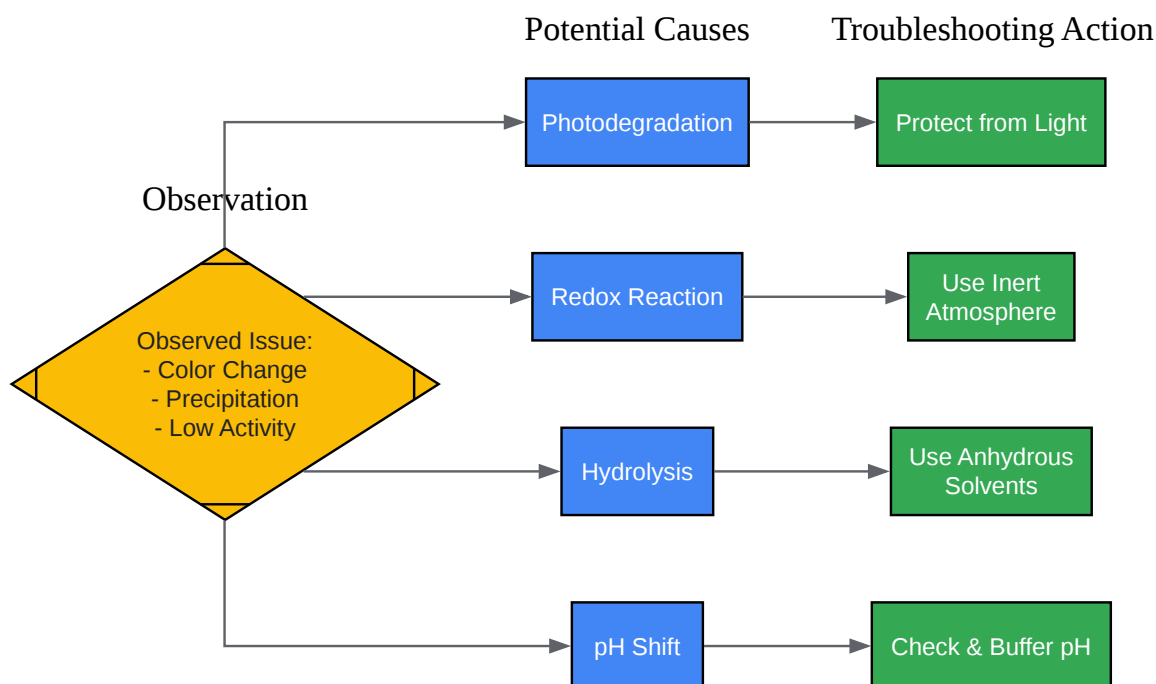 Potential Causes
Troubleshooting Action
Photodegradation
Protect from Light
Observation
Redox Reaction
Use Inert
Atmosphere
Observed Issue:
- Color Change
- Precipitation
- Low Activity
Hydrolysis
Use Anhydrous
Solvents
pH Shift
Check & Buffer pH